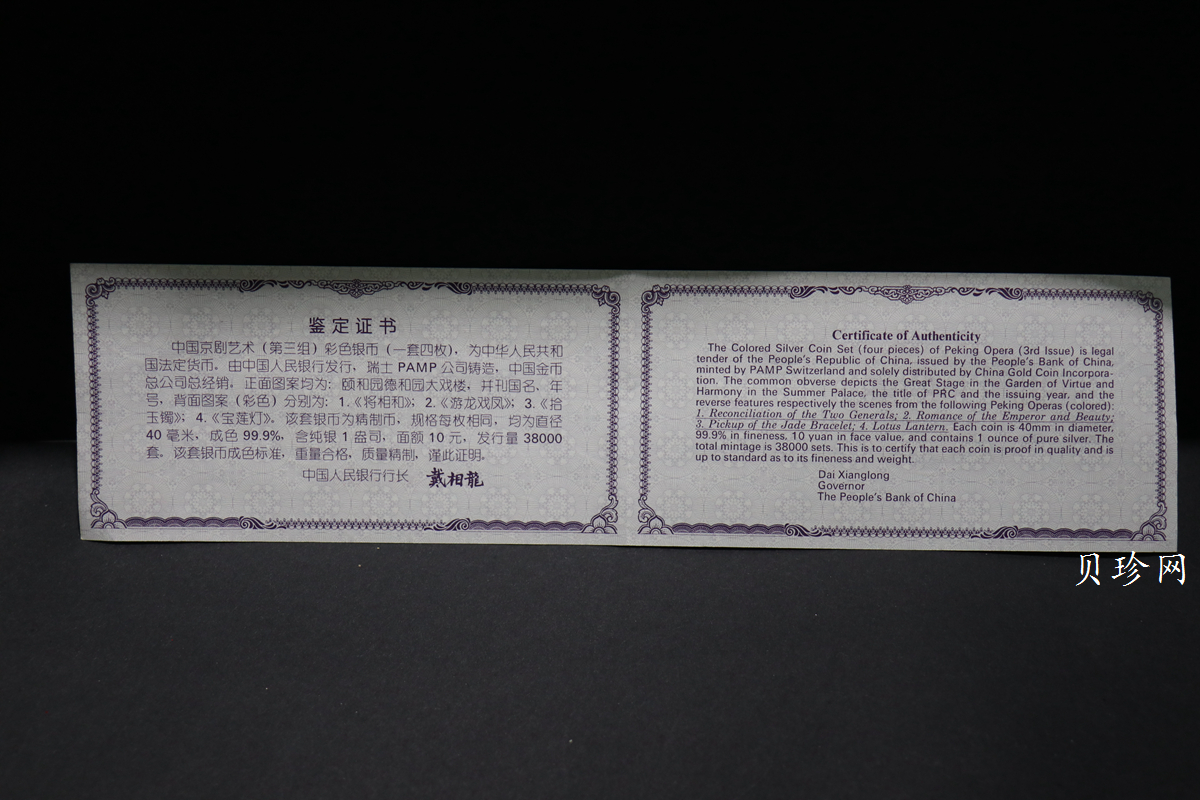 鉴定证书
中国京剧艺术（第三组）彩色银币（一套四枚），为中华人民共和
国法定货币，由中国人民银行发行，瑞士 PAMP 公司铸造，中国金币
总公司总经销，正面图案均为：颐和园德和园大戏楼，并刊国名、年
号，背面图案（彩色）分别为：1.《将相和》；2.《游龙戏凤》；3.《拾
玉镯》；4.《宝莲灯》。该套银币为精制币，规格每枚相同，均为直径
40 毫米，成色 99.9%，含纯银 1 盎司，面额 10 元，发行量 38000
套。该套银币成色标准，重量合格，质量精制，谨此证明。
中国人民银行行长 戴相龍
Certificate of Authenticity
The Colored Silver Coin Set (four pieces) of Peking Opera (3rd Issue) is legal
tender of the People's Republic of China, issued by the People's Bank of China,
minted by PAMP Switzerland and solely distributed by China Gold Coin Incorpora-
tion. The common obverse depicts the Great Stage in the Garden of Virtue and
Harmony in the Summer Palace, the title of PRC and the issuing year, and the
reverse features respectively the scenes from the following Peking Operas (colored):
1. Reconciliation of the Two Generals; 2. Romance of the Emperor and Beauty;
3. Pickup of the Jade Bracelet; 4. Lotus Lantern. Each coin is 40mm in diameter,
99.9% in fineness, 10 yuan in face value, and contains 1 ounce of pure silver. The
total mintage is 38000 sets. This is to certify that each coin is proof in quality and is
up to standard as to its fineness and weight.
Dai Xianglong
Governor
The People's Bank of China
贝珍网